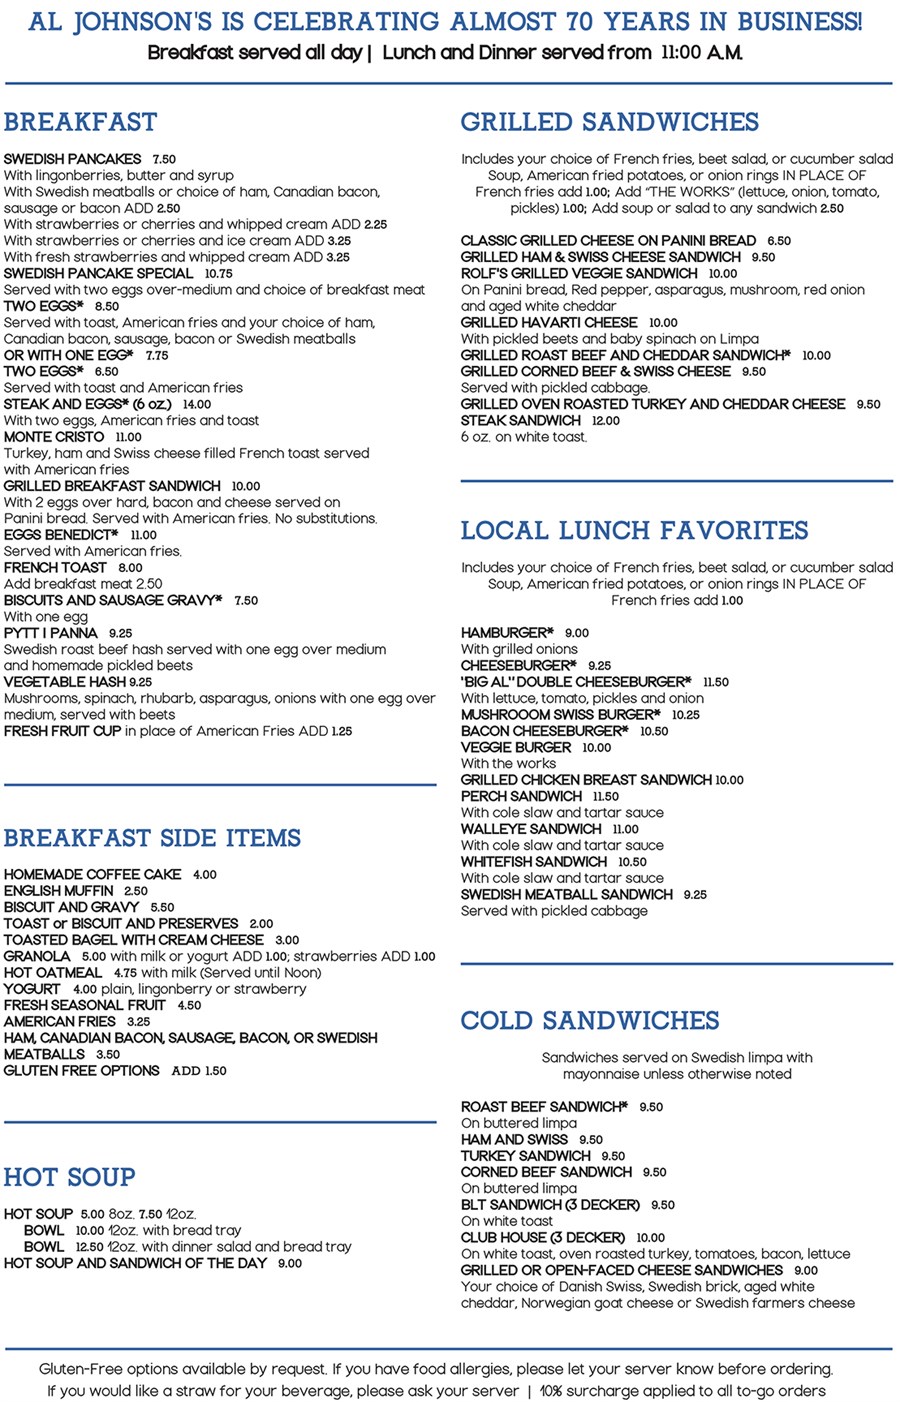 AL JOHNSON'S IS CELEBRATING ALMOST 70 YEARS IN BUSINESS!
Breakfast served all day | Lunch and Dinner served from 11:00 A.M.
BREAKFAST
SWEDISH PANCAKES 7.50
With lingonberries, butter and syrup
With Swedish meatballs or choice of ham, Canadian bacon,
sausage or bacon ADD 2.50
With strawberries or cherries and whipped cream ADD 2.25
With strawberries or cherries and ice cream ADD 3.25
With fresh strawberries and whipped cream ADD 3.25
SWEDISH PANCAKE SPECIAL 10.75
Served with two eggs over-medium and choice of breakfast meat
TWO EGGS* 8.50
Served with toast, American fries and your choice of ham,
Canadian bacon, sausage, bacon or Swedish meatballs
OR WITH ONE EGG* 7.75
TWO EGGS* 6.50
Served with toast and American fries
STEAK AND EGGS* (6 oz.) 14.00
With two eggs, American fries and toast
MONTE CRISTO 11.00
Turkey, ham and Swiss cheese filled French toast served
with American fries
GRILLED BREAKFAST SANDWICH 10.00
With 2 eggs over hard, bacon and cheese served on
Panini bread. Served with American fries. No substitutions.
EGGS BENEDICT* 11.00
Served with American fries.
FRENCH TOAST 8.00
Add breakfast meat 2.50
BISCUITS AND SAUSAGE GRAVY* 7.50
With one egg
PYTT I PANNA 9.25
Swedish roast beef hash served with one egg over medium
and homemade pickled beets
VEGETABLE HASH 9.25
Mushrooms, spinach, rhubarb, asparagus, onions with one egg over
medium, served with beets
FRESH FRUIT CUP in place of American Fries ADD 1.25
BREAKFAST SIDE ITEMS
HOMEMADE COFFEE CAKE 4.00
ENGLISH MUFFIN 2.50
BISCUIT AND GRAVY 5.50
TOAST or BISCUIT AND PRESERVES 2.00
TOASTED BAGEL WITH CREAM CHEESE 3.00
GRANOLA 5.00 with milk or yogurt ADD 1.00; strawberries ADD 1.00
HOT OATMEAL 4.75 with milk (Served until Noon)
YOGURT 4.00 plain, lingonberry or strawberry
FRESH SEASONAL FRUIT 4.50
AMERICAN FRIES 3.25
HAM, CANADIAN BACON, SAUSAGE, BACON, OR SWEDISH
MEATBALLS 3.50
GLUTEN FREE OPTIONS ADD 1.50
HOT SOUP
HOT SOUP 5.00 8oz. 7.50 12oz.
BOWL 10.00 12oz. with bread tray
BOWL 12.50 12oz. with dinner salad and bread tray
HOT SOUP AND SANDWICH OF THE DAY 9.00
GRILLED SANDWICHES
Includes your choice of French fries, beet salad, or cucumber salad
Soup, American fried potatoes, or onion rings IN PLACE OF
French fries add 1.00; Add "THE WORKS" (lettuce, onion, tomato,
pickles) 1.00; Add soup or salad to any sandwich 2.50
CLASSIC GRILLED CHEESE ON PANINI BREAD 6.50
GRILLED HAM & SWISS CHEESE SANDWICH 9.50
ROLF'S GRILLED VEGGIE SANDWICH 10.00
On Panini bread, Red pepper, asparagus, mushroom, red onion
and aged white cheddar
GRILLED HAVARTI CHEESE 10.00
With pickled beets and baby spinach on Limpa
GRILLED ROAST BEEF AND CHEDDAR SANDWICH* 10.00
GRILLED CORNED BEEF & SWISS CHEESE 9.50
Served with pickled cabbage.
GRILLED OVEN ROASTED TURKEY AND CHEDDAR CHEESE 9.50
STEAK SANDWICH 12.00
6 oz. on white toast.
LOCAL LUNCH FAVORITES
Includes your choice of French fries, beet salad, or cucumber salad
Soup, American fried potatoes, or onion rings IN PLACE OF
French fries add 1.00
HAMBURGER* 9.00
With grilled onions
CHEESEBURGER* 9.25
'BIG AL" DOUBLE CHEESEBURGER* 11.50
With lettuce, tomato, pickles and onion
MUSHROOOM SWISS BURGER* 10.25
BACON CHEESEBURGER* 10.50
VEGGIE BURGER 10.00
With the works
GRILLED CHICKEN BREAST SANDWICH 10.00
PERCH SANDWICH 11.50
With cole slaw and tartar sauce
WALLEYE SANDWICH 11.00
With cole slaw and tartar sauce
WHITEFISH SANDWICH 10.50
With cole slaw and tartar sauce
SWEDISH MEATBALL SANDWICH 9.25
Served with pickled cabbage
COLD SANDWICHES
Sandwiches served on Swedish limpa with
mayonnaise unless otherwise noted
ROAST BEEF SANDWICH* 9.50
On buttered limpa
HAM AND SWISS 9.50
TURKEY SANDWICH 9.50
CORNED BEEF SANDWICH 9.50
On buttered limpa
BLT SANDWICH (3 DECKER) 9.50
On white toast
CLUB HOUSE (3 DECKER) 10.00
On white toast, oven roasted turkey, tomatoes, bacon, lettuce
GRILLED OR OPEN-FACED CHEESE SANDWICHES 9.00
Your choice of Danish Swiss, Swedish brick, aged white
cheddar, Norwegian goat cheese or Swedish farmers cheese
Gluten-Free options available by request. If you have food allergies, please let your server know before ordering.
If you would like a straw for your beverage, please ask your server | 10% surcharge applied to all to-go orders